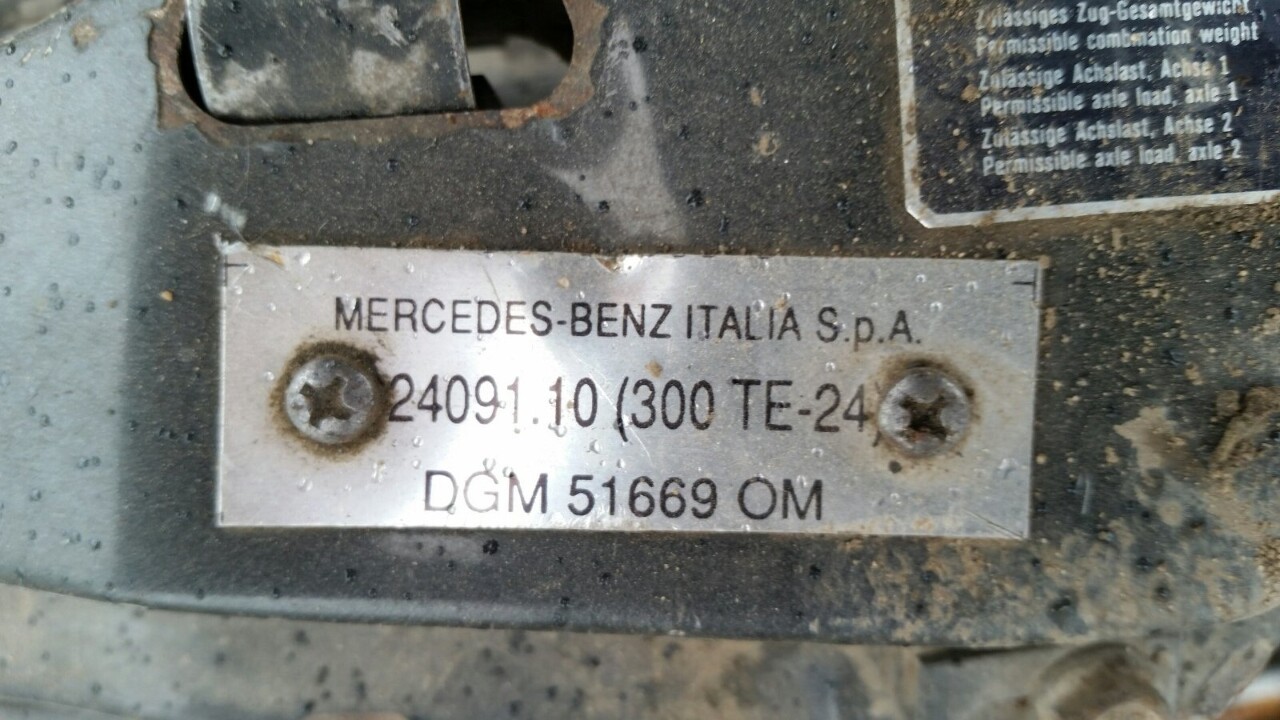 Zulässiges Zug-Gesamtgewicht
Permissible combination weight
Zulässige Achslast, Achse 1
Permissible axle load, axle 1
Zulässige Achslast, Achse 2
Permissible axle load, axle 2
MERCEDES-BENZ ITALIA S.p.A.
24091.10 (300 TE-24)
DGM 51669 OM